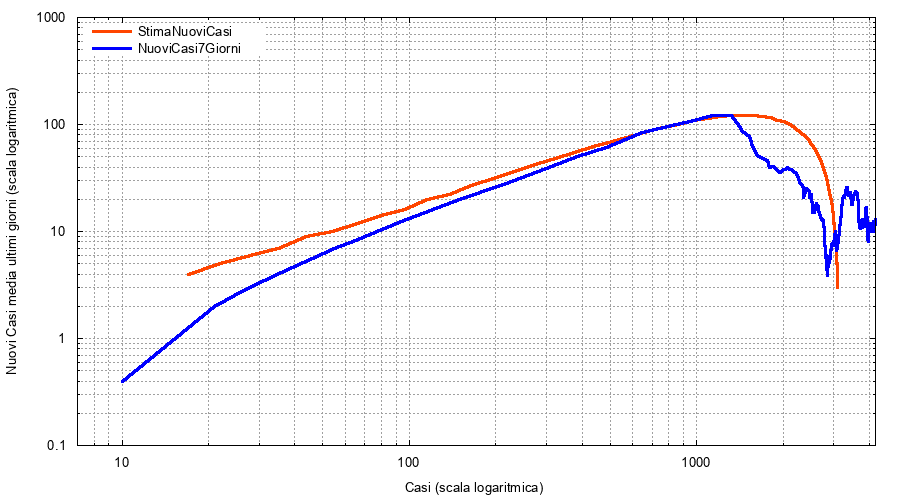 1000
StimaNuoviCasi
NuoviCasi7Giorni
100
10
1
0.1
Nuovi Casi media ultimi giorni (scala logaritmica)
10 100 1000
Casi (scala logaritmica)